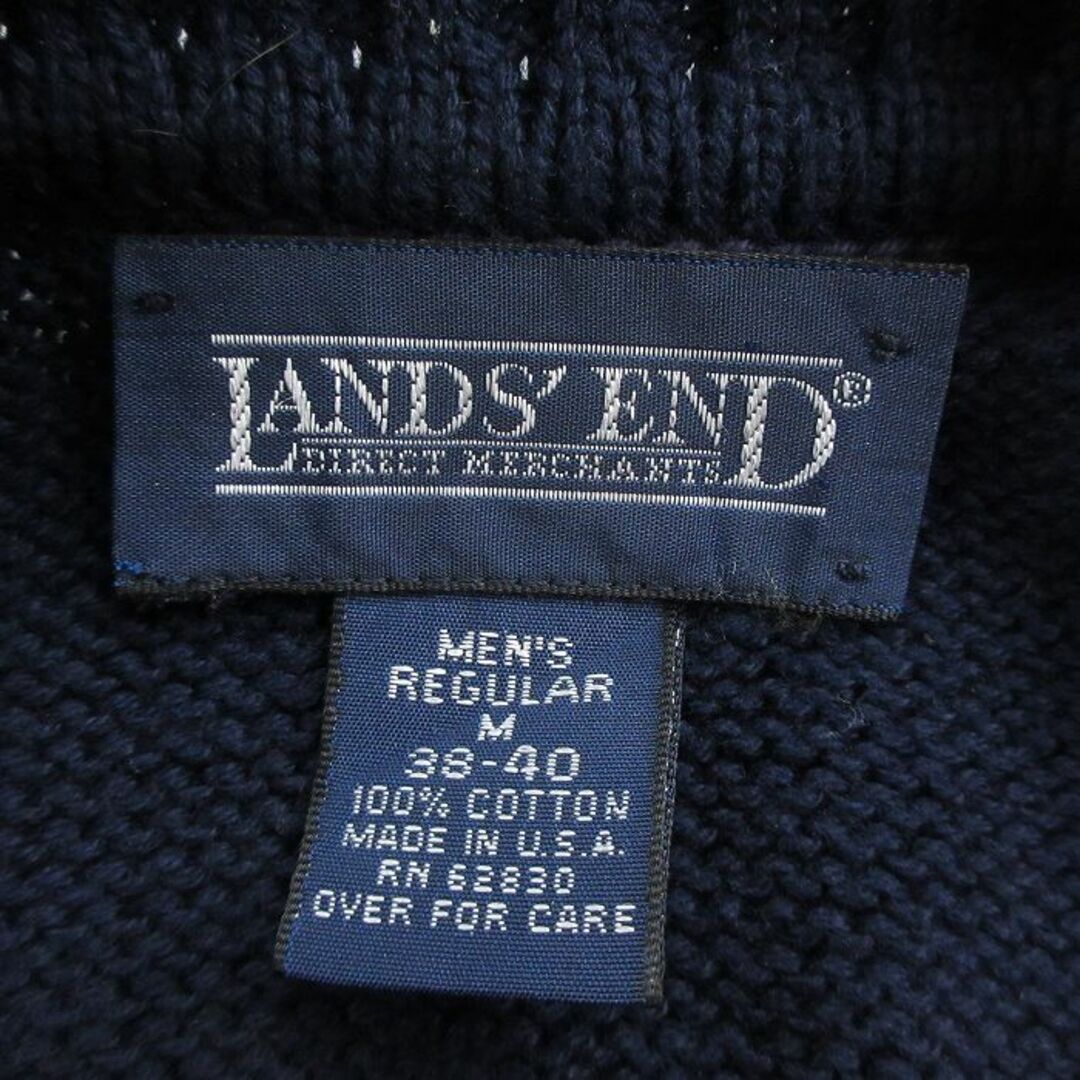 LANDS' END®
DIRECT MERCHANTS
MEN'S
REGULAR
M
38-40
100% COTTON
MADE IN U.S.A.
RN 62830
OVER FOR CARE